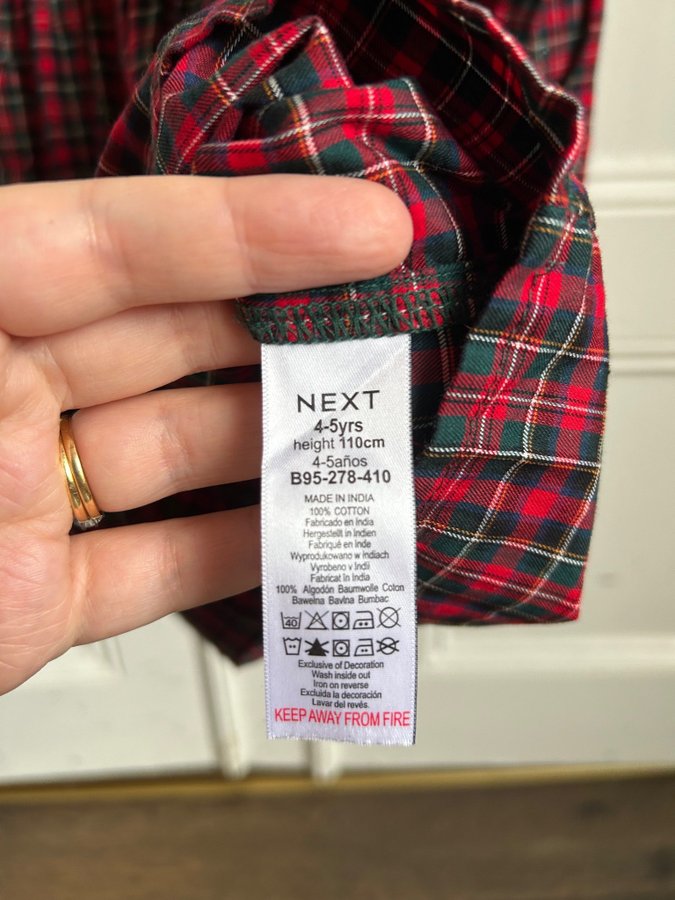 NEXT
4-5yrs
height 110cm
4-5años
B95-278-410
MADE IN INDIA
100% COTTON
Fabricado en India
Hergestellt in Indien
Fabriqué en Inde
Wyprodukowano w Indiach
Vyrobeno v Indii
Fabricat în India
100% Algodón Baumwolle Coton
Bawełna Bavlna Bumbac
40
Exclusive of Decoration
Wash inside out
Iron on reverse
Excluida la decoración
Lavar del revés.
KEEP AWAY FROM FIRE